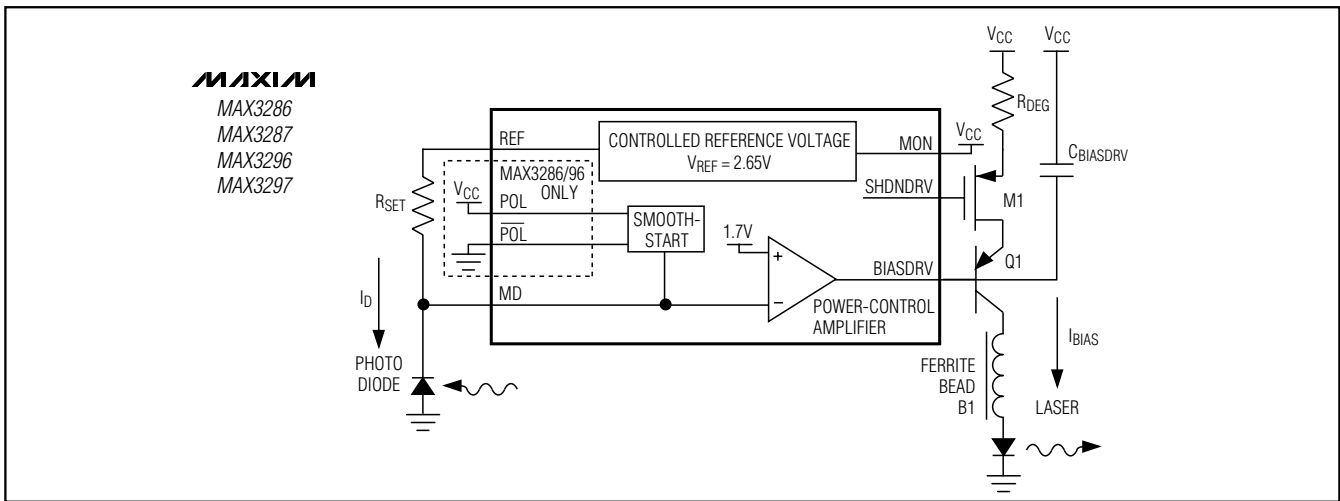 MAXIM
MAX3286
MAX3287
MAX3296
MAX3297
REF
CONTROLLED REFERENCE VOLTAGE
VREF = 2.65V
MON
VCC
VCC
VCC
RDEG
CBIASDRV
MAX3286/96
ONLY
VCC
POL
POL
SMOOTH-
START
RSET
SHDNDRV
M1
1.7V
+
−
BIASDRV
Q1
ID
MD
POWER-CONTROL
AMPLIFIER
IBIAS
PHOTO
DIODE
FERRITE
BEAD
B1
LASER